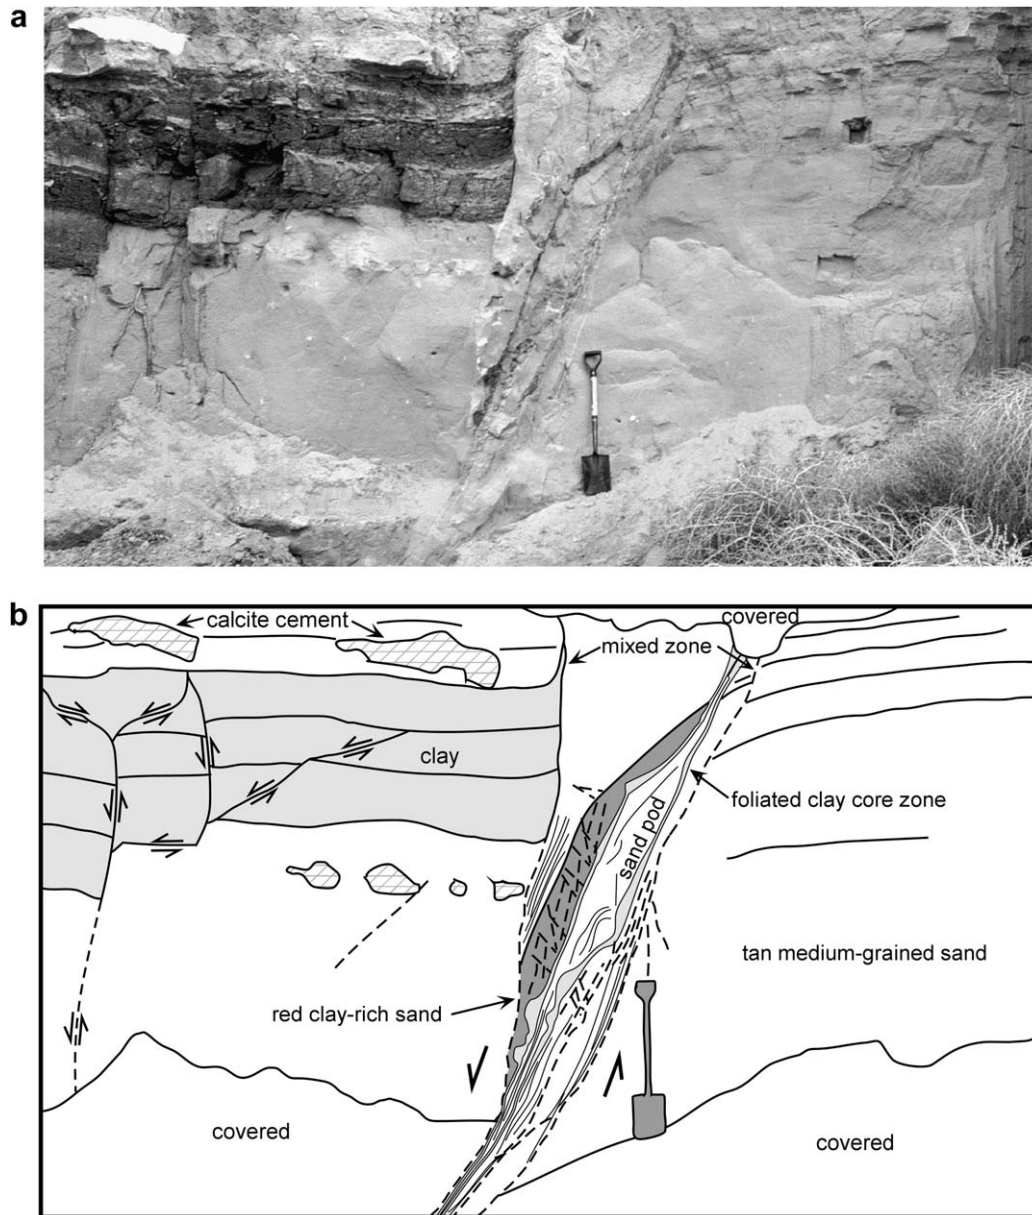 a
b
calcite cement
covered
mixed zone
clay
foliated clay core zone
sand pod
tan medium-grained sand
red clay-rich sand
covered
covered